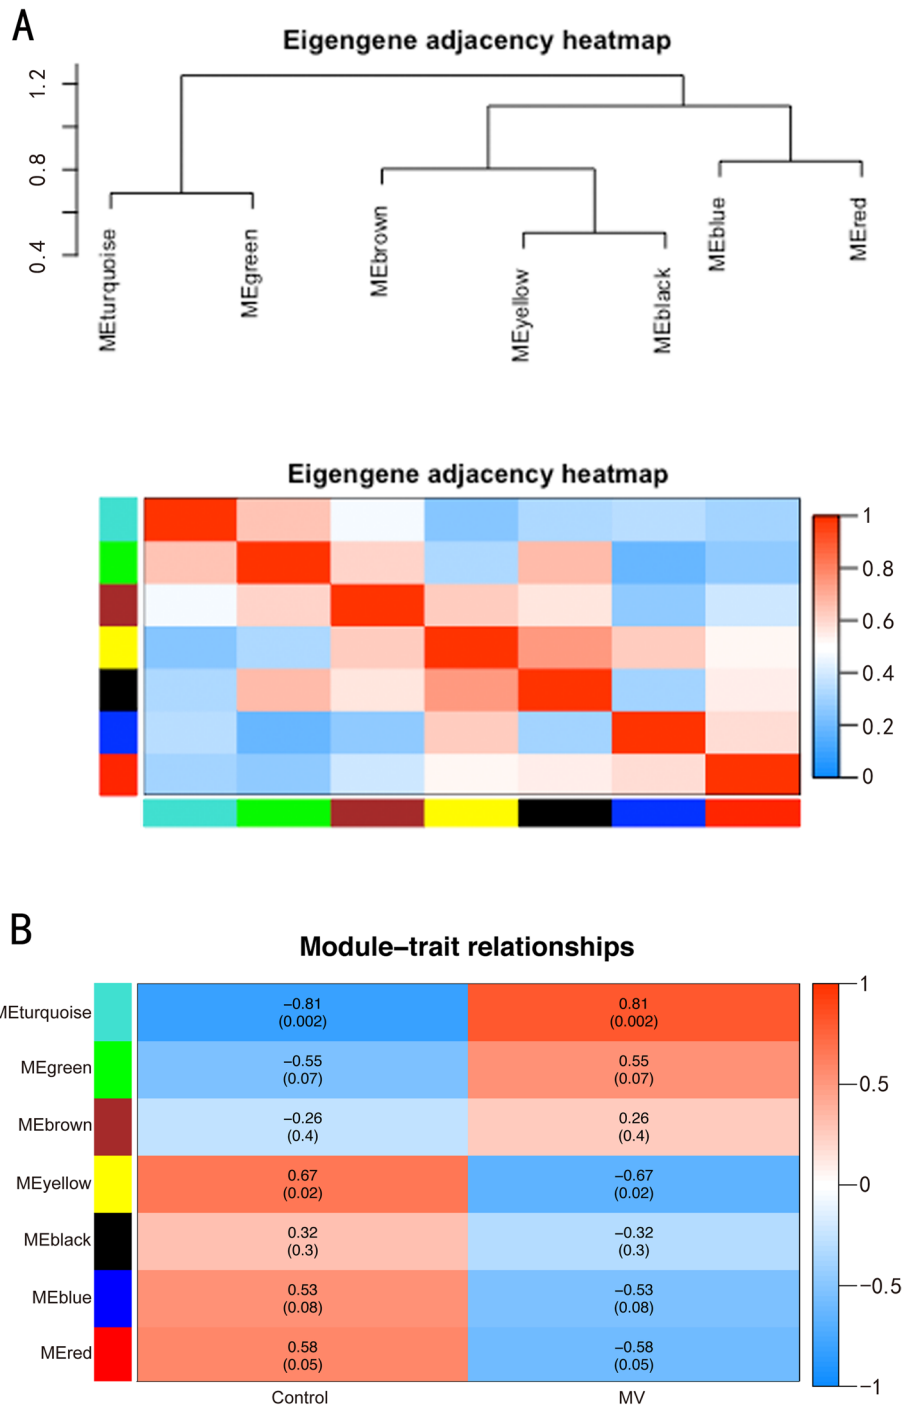 A
Eigengene adjacency heatmap
1.2
0.8
0.4
MEturquoise
MEgreen
MEbrown
MEyellow
MEblack
MEblue
MEred
Eigengene adjacency heatmap
1
0.8
0.6
0.4
0.2
0
B
Module–trait relationships
MEturquoise
−0.81
(0.002)
0.81
(0.002)
MEgreen
−0.55
(0.07)
0.55
(0.07)
MEbrown
−0.26
(0.4)
0.26
(0.4)
MEyellow
0.67
(0.02)
−0.67
(0.02)
MEblack
0.32
(0.3)
−0.32
(0.3)
MEblue
0.53
(0.08)
−0.53
(0.08)
MEred
0.58
(0.05)
−0.58
(0.05)
Control
MV
1
0.5
0
−0.5
−1